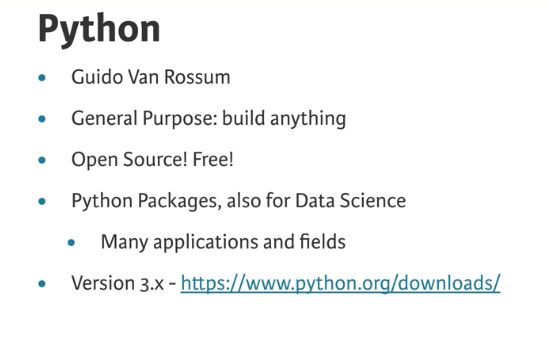 Python
• Guido Van Rossum
• General Purpose: build anything
• Open Source! Free!
• Python Packages, also for Data Science
• Many applications and fields
• Version 3.x - https://www.python.org/downloads/